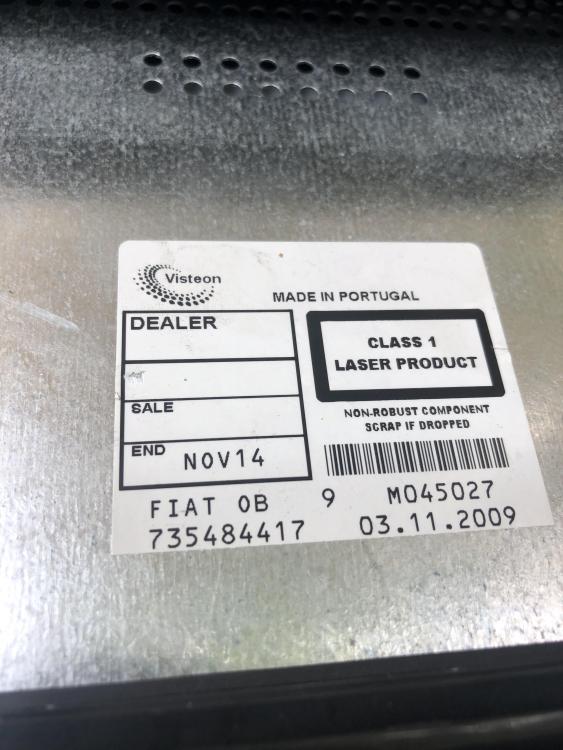 Visteon
MADE IN PORTUGAL
DEALER
SALE
END NOV14
CLASS 1
LASER PRODUCT
NON-ROBUST COMPONENT
SCRAP IF DROPPED
FIAT 0B 9 M045027
735484417 03.11.2009